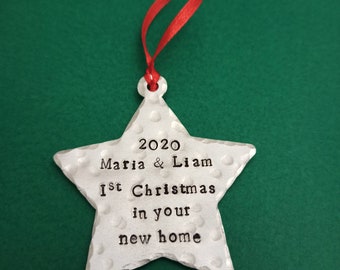 2020
Maria & Liam
1st Christmas
in your
new home